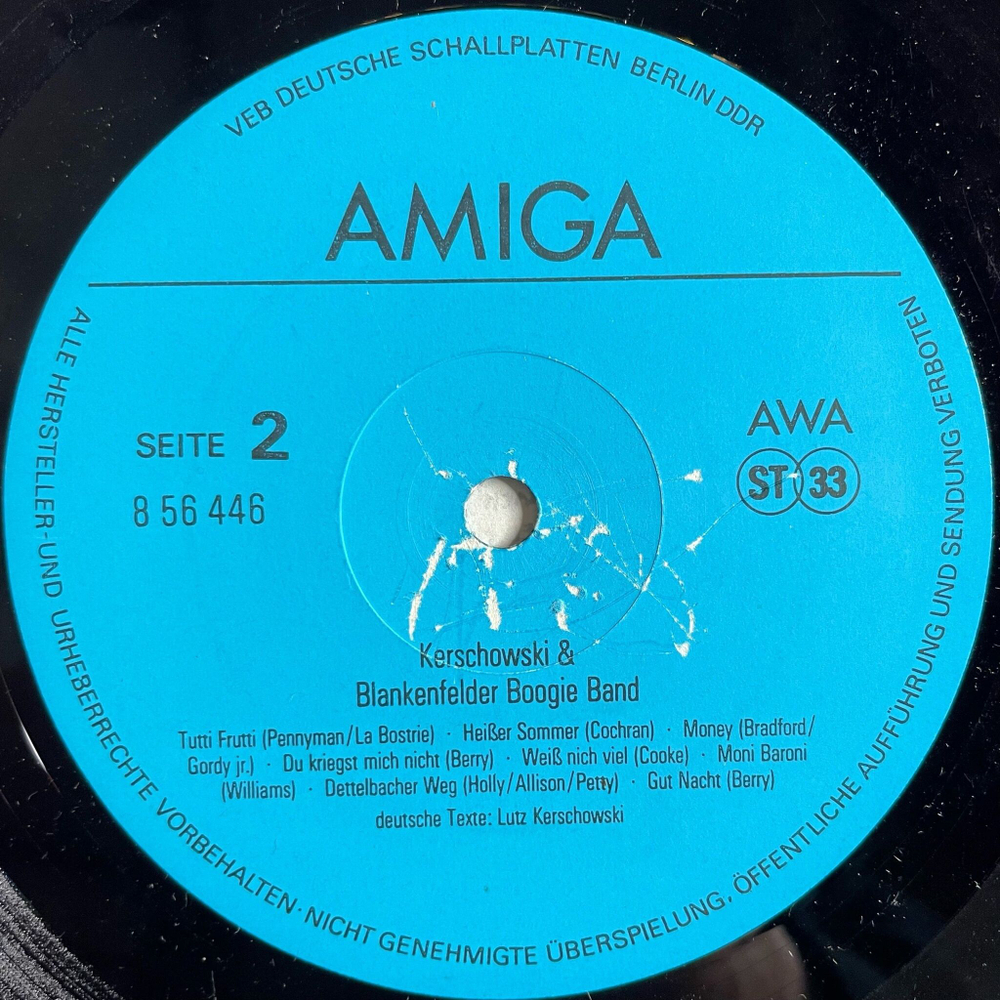 VEB DEUTSCHE SCHALLPLATTEN BERLIN DDR
AMIGA
SEITE 2
8 56 446
AWA
ST 33
Kerschowski &
Blankenfelder Boogie Band
Tutti Frutti (Pennyman/La Bostrie) · Heißer Sommer (Cochran) · Money (Bradford/
Gordy jr.) · Du kriegst mich nicht (Berry) · Weiß nich viel (Cooke) · Moni Baroni
(Williams) · Dettelbacher Weg (Holly/Allison/Petty) · Gut Nacht (Berry)
deutsche Texte: Lutz Kerschowski
ALLE HERSTELLER-UND URHEBERRECHTE VORBEHALTEN·NICHT GENEHMIGTE ÜBERSPIELUNG, ÖFFENTLICHE AUFFÜHRUNG UND SENDUNG VERBOTEN